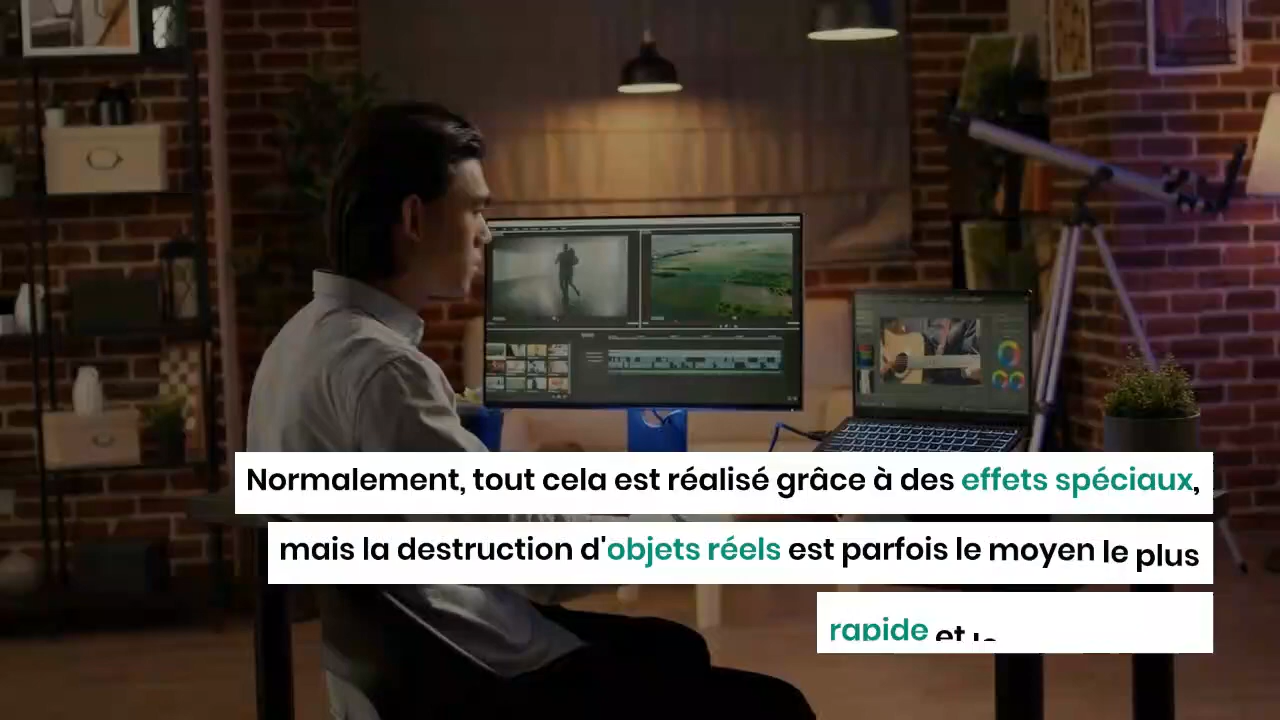 Normalement, tout cela est réalisé grâce à des effets spéciaux,
mais la destruction d'objets réels est parfois le moyen le plus
rapide et